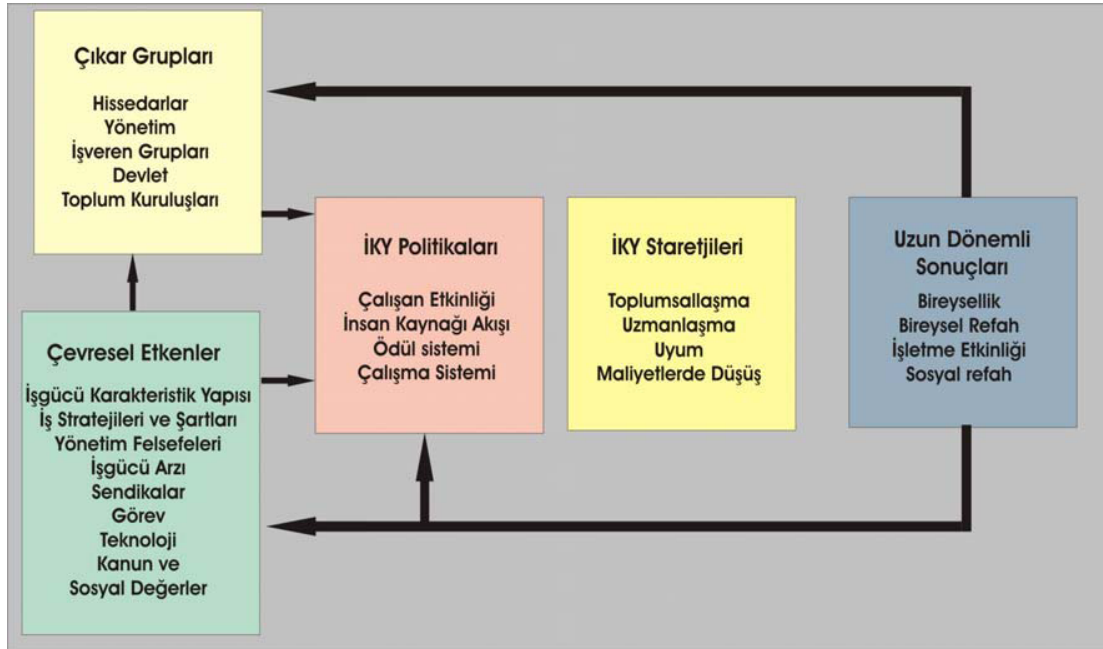 Çıkar Grupları
Hissedarlar
Yönetim
İşveren Grupları
Devlet
Toplum Kuruluşları
Çevresel Etkenler
İşgücü Karakteristik Yapısı
İş Stratejileri ve Şartları
Yönetim Felsefeleri
İşgücü Arzı
Sendikalar
Görev
Teknoloji
Kanun ve
Sosyal Değerler
İKY Politikaları
Çalışan Etkinliği
İnsan Kaynağı Akışı
Ödül sistemi
Çalışma Sistemi
İKY Staretjileri
Toplumsallaşma
Uzmanlaşma
Uyum
Maliyetlerde Düşüş
Uzun Dönemli
Sonuçları
Bireysellik
Bireysel Refah
İşletme Etkinliği
Sosyal refah